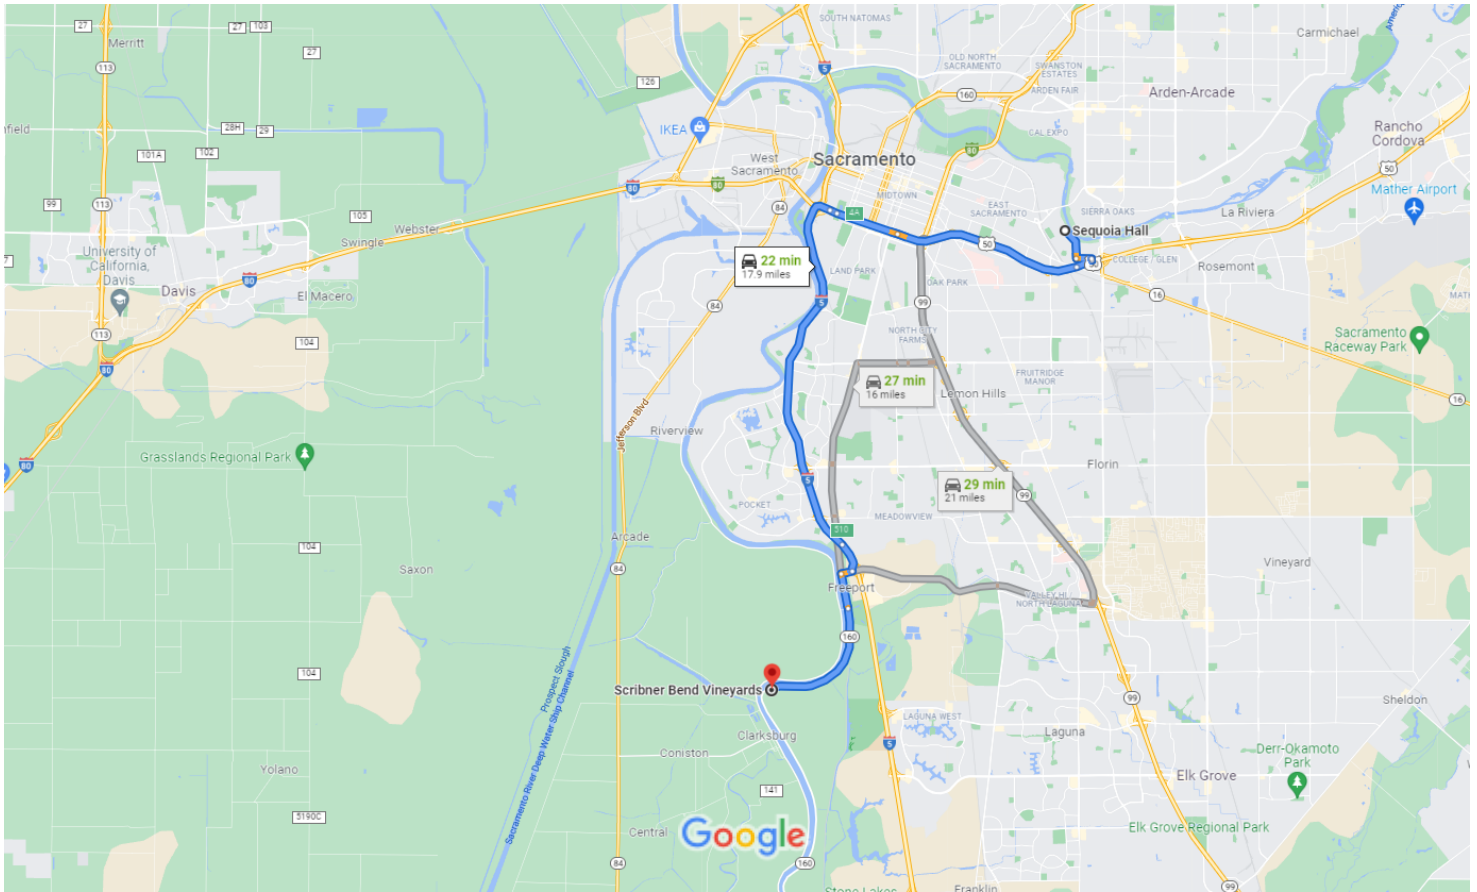 SOUTH NATOMAS
27
27
103
Merritt
Carmichael
27
113
5
OLD NORTH
SACRAMENTO
SWANSTON
ESTATES
126
ARDEN FAIR
160
Arden-Arcade
IKEA
28H
29
CAL EXPO
Rancho
Cordova
101A
102
80
West
Sacramento
Sacramento
50
80
80
MIDTOWN
Mather Airport
99
113
105
84
4A
EAST
SACRAMENTO
SIERRA OAKS
La Riviera
Webster
Swingle
Sequoia Hall
University of
California,
Davis
50
22 min
17.9 miles
LAND PARK
COLLEGE / GLEN
50
Rosemont
80
OAK PARK
Davis
El Macero
16
84
5
99
113
NORTH CITY
FARMS
Sacramento
Raceway Park
104
80
FRUITRIDGE
MANOR
27 min
16 miles
Lemon Hills
16
Jefferson Blvd
Riverview
Grasslands Regional Park
80
Florin
5
29 min
21 miles
99
POCKET
MEADOWVIEW
510
Arcade
104
Saxon
84
Vineyard
Freeport
VALLEY HI /
NORTH LAGUNA
160
104
Prospect Slough
Sacramento River Deep Water Ship Channel
Scribner Bend Vineyards
99
Sheldon
LAGUNA WEST
Clarksburg
Laguna
5
Coniston
Derr-Okamoto
Park
Yolano
Elk Grove
141
5190C
Central
Google
Elk Grove Regional Park
84
160
Stone Lakes
Franklin
99